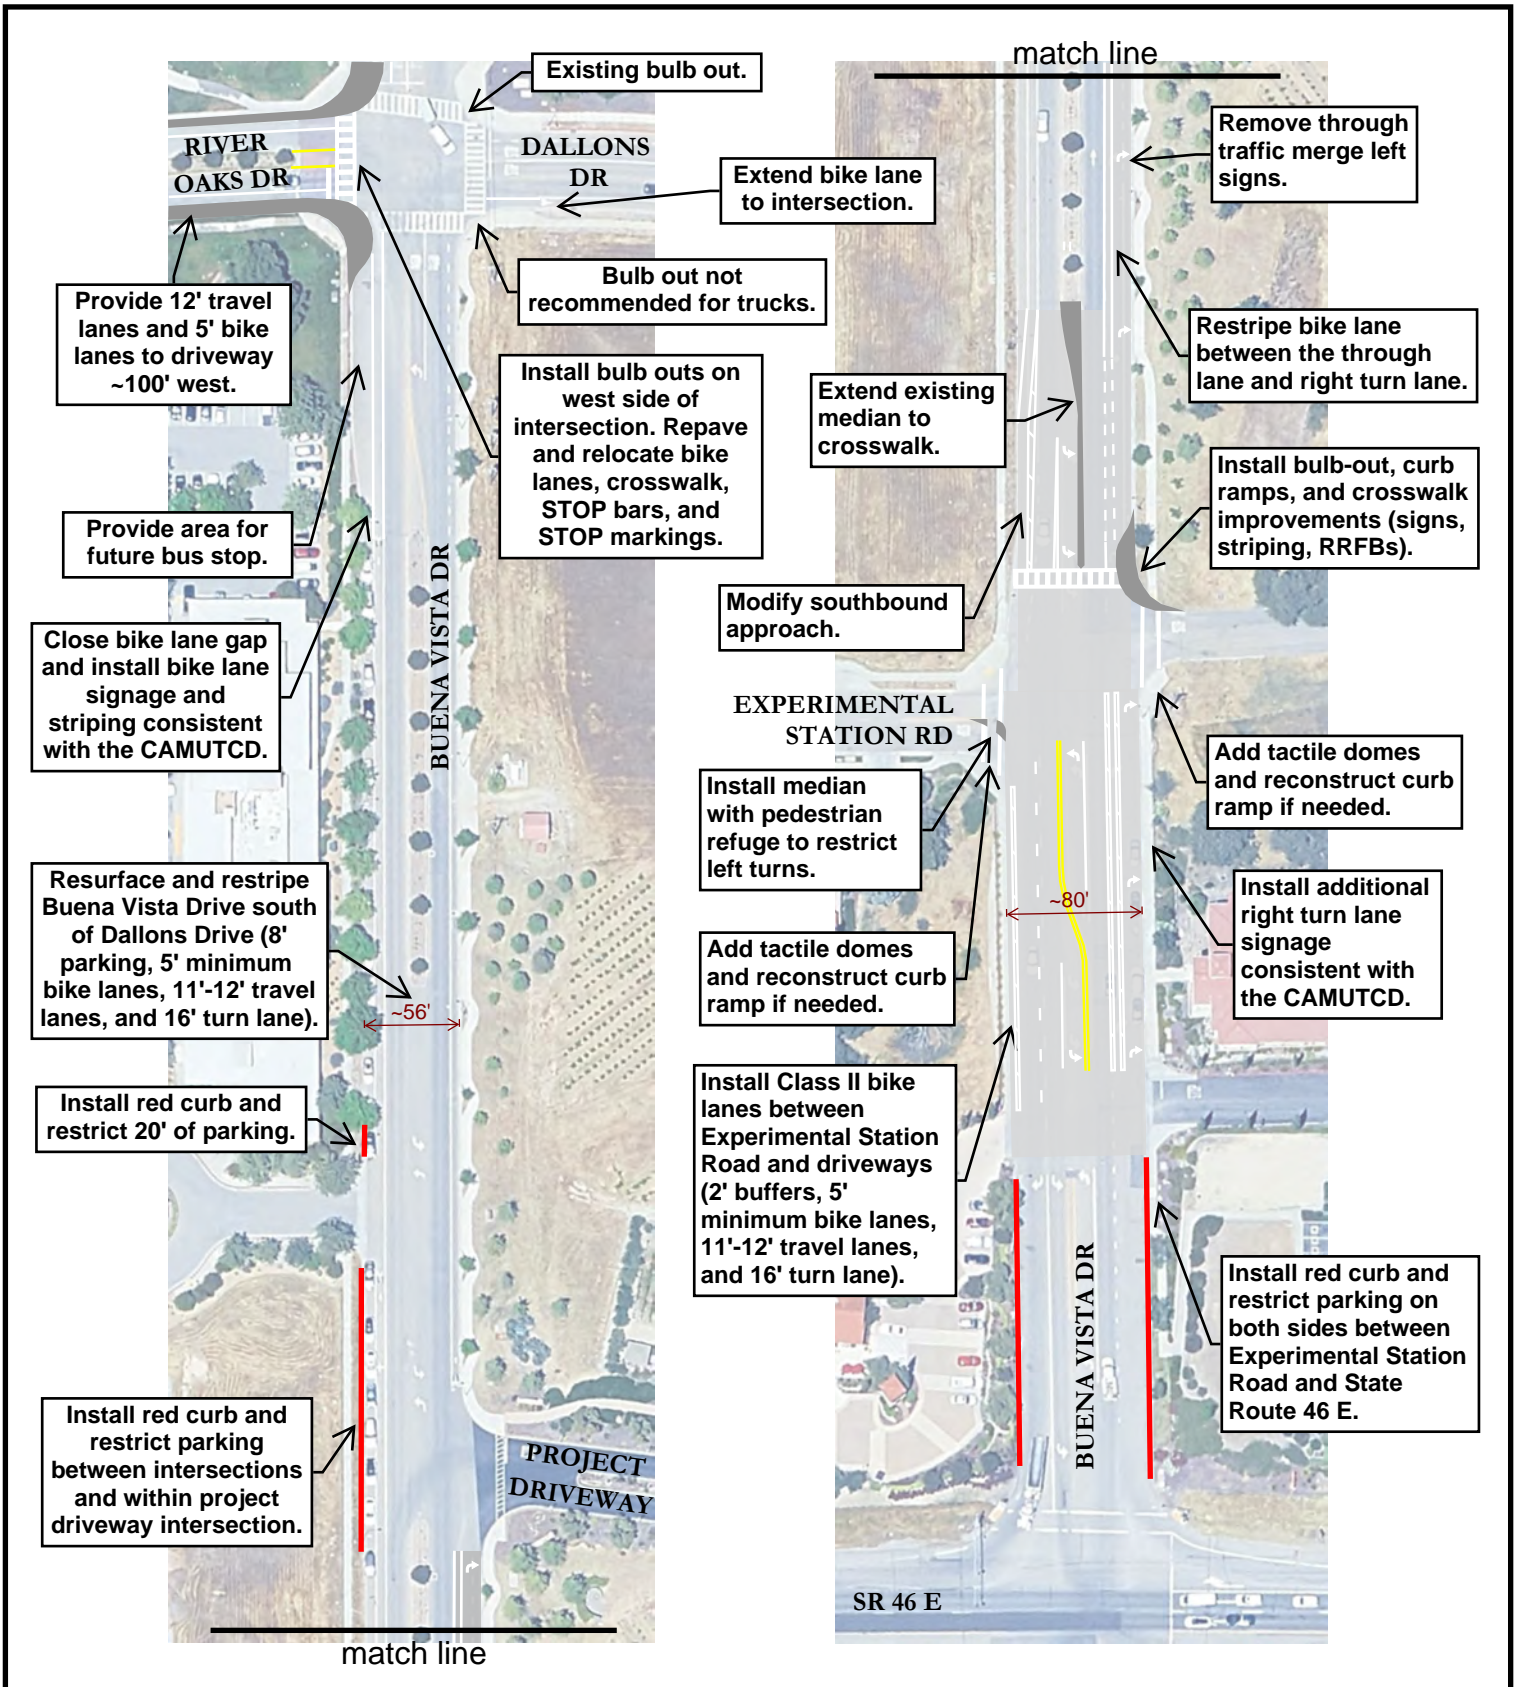 Existing bulb out.
RIVER
OAKS DR
DALLONS
DR
Extend bike lane
to intersection.
Bulb out not
recommended for trucks.
Provide 12' travel
lanes and 5' bike
lanes to driveway
~100' west.
Install bulb outs on
west side of
intersection. Repave
and relocate bike
lanes, crosswalk,
STOP bars, and
STOP markings.
Provide area for
future bus stop.
BUENA VISTA DR
Close bike lane gap
and install bike lane
signage and
striping consistent
with the CAMUTCD.
Resurface and restripe
Buena Vista Drive south
of Dallons Drive (8'
parking, 5' minimum
bike lanes, 11'-12' travel
lanes, and 16' turn lane).
~56'
Install red curb and
restrict 20' of parking.
Install red curb and
restrict parking
between intersections
and within project
driveway intersection.
PROJECT
DRIVEWAY
match line
match line
Remove through
traffic merge left
signs.
Restripe bike lane
between the through
lane and right turn lane.
Extend existing
median to
crosswalk.
Install bulb-out, curb
ramps, and crosswalk
improvements (signs,
striping, RRFBs).
Modify southbound
approach.
EXPERIMENTAL
STATION RD
Add tactile domes
and reconstruct curb
ramp if needed.
Install median
with pedestrian
refuge to restrict
left turns.
~80'
Install additional
right turn lane
signage
consistent with
the CAMUTCD.
Add tactile domes
and reconstruct curb
ramp if needed.
Install Class II bike
lanes between
Experimental Station
Road and driveways
(2' buffers, 5'
minimum bike lanes,
11'-12' travel lanes,
and 16' turn lane).
BUENA VISTA DR
Install red curb and
restrict parking on
both sides between
Experimental Station
Road and State
Route 46 E.
SR 46 E